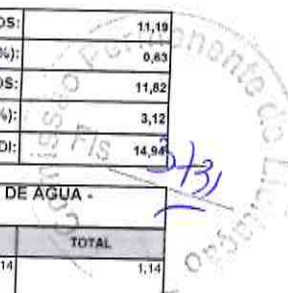 OS: 11,19
%): 0,63
OS: 11,82
%): 3,12
DI: 14,94
DE ÁGUA -
TOTAL
14 1,14
Fls